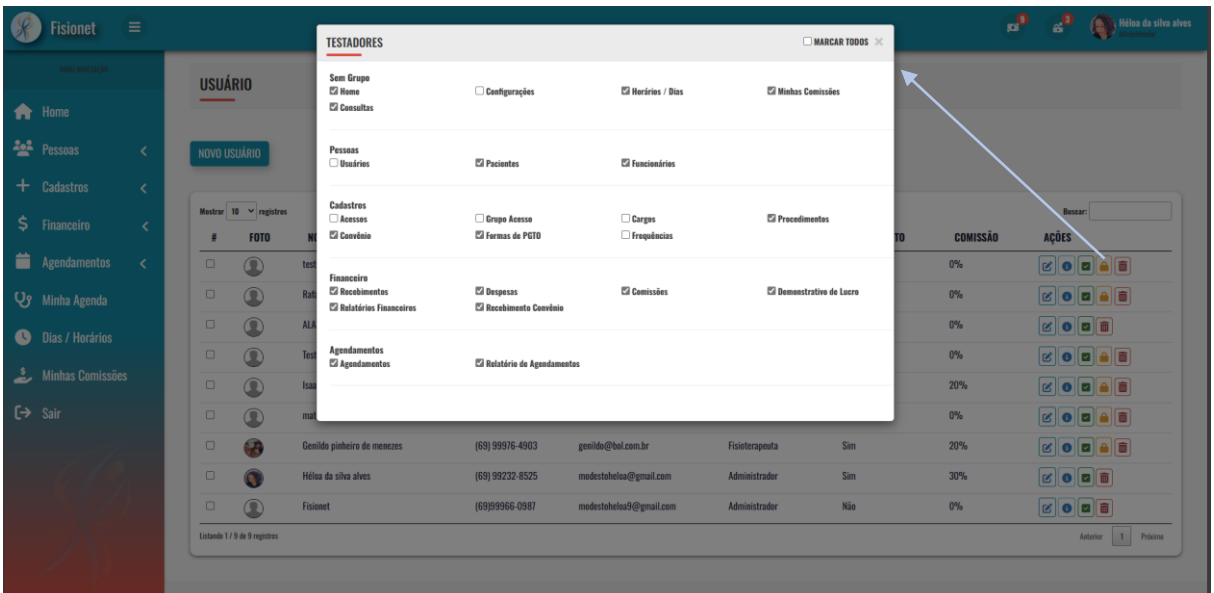 Fisionet
9
3
Héloa da silva alves
Administrador
TESTADORES
MARCAR TODOS
Sem Grupo
Home Configurações Horários / Dias Minhas Comissões
Consultas
Pessoas
Usuários Pacientes Funcionários
Cadastros
Acessos Grupo Acesso Cargos Procedimentos
Convênio Formas de PGTO Frequências
Financeiro
Recebimentos Despesas Comissões Demonstrativo de Lucro
Relatórios Financeiros Recebimento Convênio
Agendamentos
Agendamentos Relatório de Agendamentos
Home
Pessoas
Cadastros
Financeiro
Agendamentos
Minha Agenda
Dias / Horários
Minhas Comissões
Sair
USUÁRIO
NOVO USUÁRIO
Mostrar 10 registros
Buscar:
# FOTO COMISSÃO AÇÕES
0%
0%
ALA
0%
0%
20%
0%
Genildo pinheiro de menezes (69) 99976-4903 genildo@bol.com.br Fisioterapeuta Sim 20%
Héloa da silva alves (69) 99232-8525 modestoheloa@gmail.com Administrador Sim 30%
Fisionet (69)99966-0987 modestoheloa9@gmail.com Administrador Não 0%
Listando 1 / 9 de 9 registros
Anterior 1 Próximo